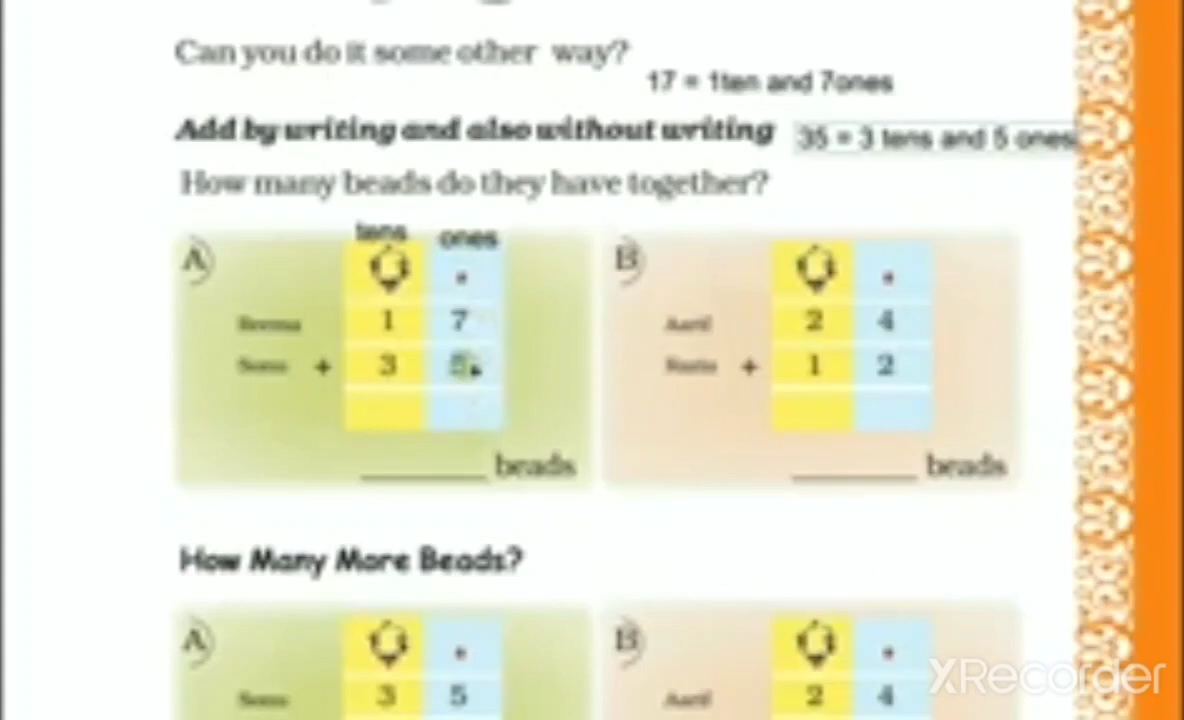 Can you do it some other way?
17 = 1ten and 7ones
Add by writing and also without writing
35 = 3 tens and 5 ones
How many beads do they have together?
tens ones
A
1 7
+ 3 5
beads
B
2 4
+ 1 2
beads
How Many More Beads?
A
3 5
B
2 4
XRecorder